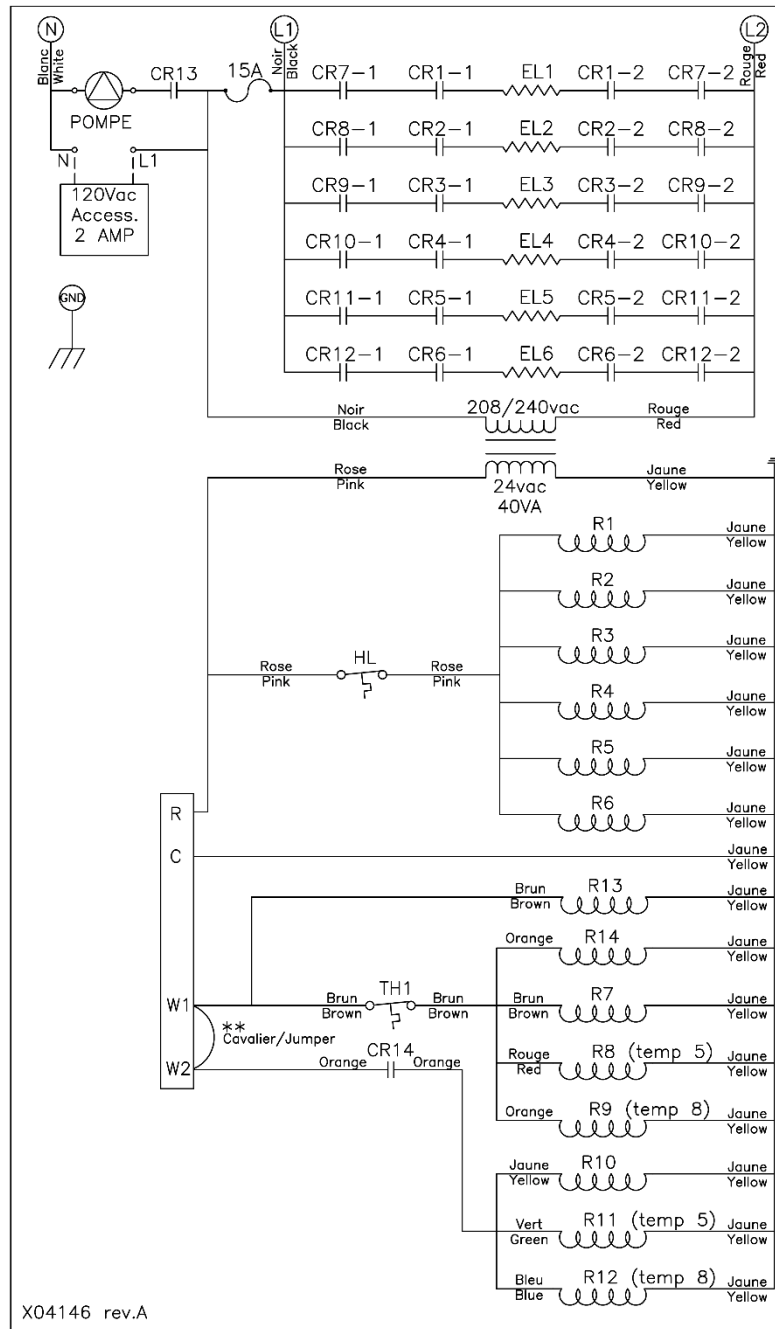 N
L1
L2
Blanc
White
Noir
Black
Rouge
Red
CR13
15A
POMPE
N
L1
120Vac
Access.
2 AMP
GND
CR7-1 CR1-1 EL1 CR1-2 CR7-2
CR8-1 CR2-1 EL2 CR2-2 CR8-2
CR9-1 CR3-1 EL3 CR3-2 CR9-2
CR10-1 CR4-1 EL4 CR4-2 CR10-2
CR11-1 CR5-1 EL5 CR5-2 CR11-2
CR12-1 CR6-1 EL6 CR6-2 CR12-2
Noir
Black
208/240vac
Rouge
Red
Rose
Pink
24vac
40VA
Jaune
Yellow
R1
Jaune
Yellow
R2
Jaune
Yellow
R3
Jaune
Yellow
Rose
Pink
HL
Rose
Pink
R4
Jaune
Yellow
R5
Jaune
Yellow
R6
Jaune
Yellow
R
C
Jaune
Yellow
Brun
Brown
R13
Jaune
Yellow
Orange
R14
Jaune
Yellow
W1
Brun
Brown
TH1
Brun
Brown
Brun
Brown
R7
Jaune
Yellow
**
Cavalier/Jumper
W2
Orange
CR14
Orange
Rouge
Red
R8 (temp 5)
Jaune
Yellow
Orange
R9 (temp 8)
Jaune
Yellow
Jaune
Yellow
R10
Jaune
Yellow
Vert
Green
R11 (temp 5)
Jaune
Yellow
Bleu
Blue
R12 (temp 8)
Jaune
Yellow
X04146 rev.A